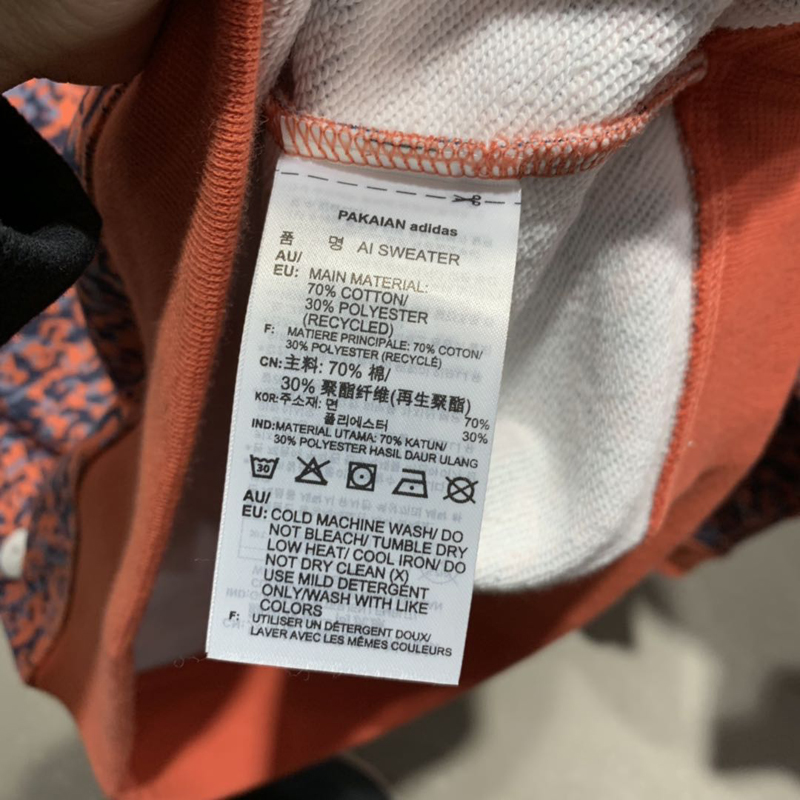 PAKAIAN adidas
품 명 AI SWEATER
AU/
EU: MAIN MATERIAL:
70% COTTON/
30% POLYESTER
(RECYCLED)
F: MATIERE PRINCIPALE: 70% COTON/
30% POLYESTER (RECYCLÉ)
CN: 主料: 70% 棉/
30% 聚酯纤维(再生聚酯)
KOR: 주소재: 면 70%
폴리에스터 30%
IND: MATERIAL UTAMA: 70% KATUN/
30% POLYESTER HASIL DAUR ULANG
30
AU/
EU: COLD MACHINE WASH/ DO
NOT BLEACH/ TUMBLE DRY
LOW HEAT/ COOL IRON/ DO
NOT DRY CLEAN (X)
USE MILD DETERGENT
ONLY/WASH WITH LIKE
COLORS
F: UTILISER UN DÉTERGENT DOUX/
LAVER AVEC LES MÊMES COULEURS